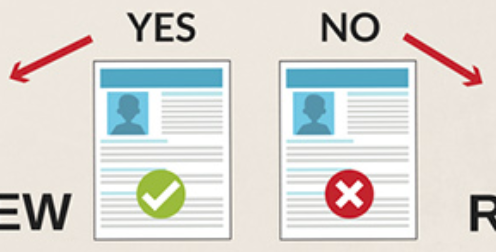 YES NO
EW R